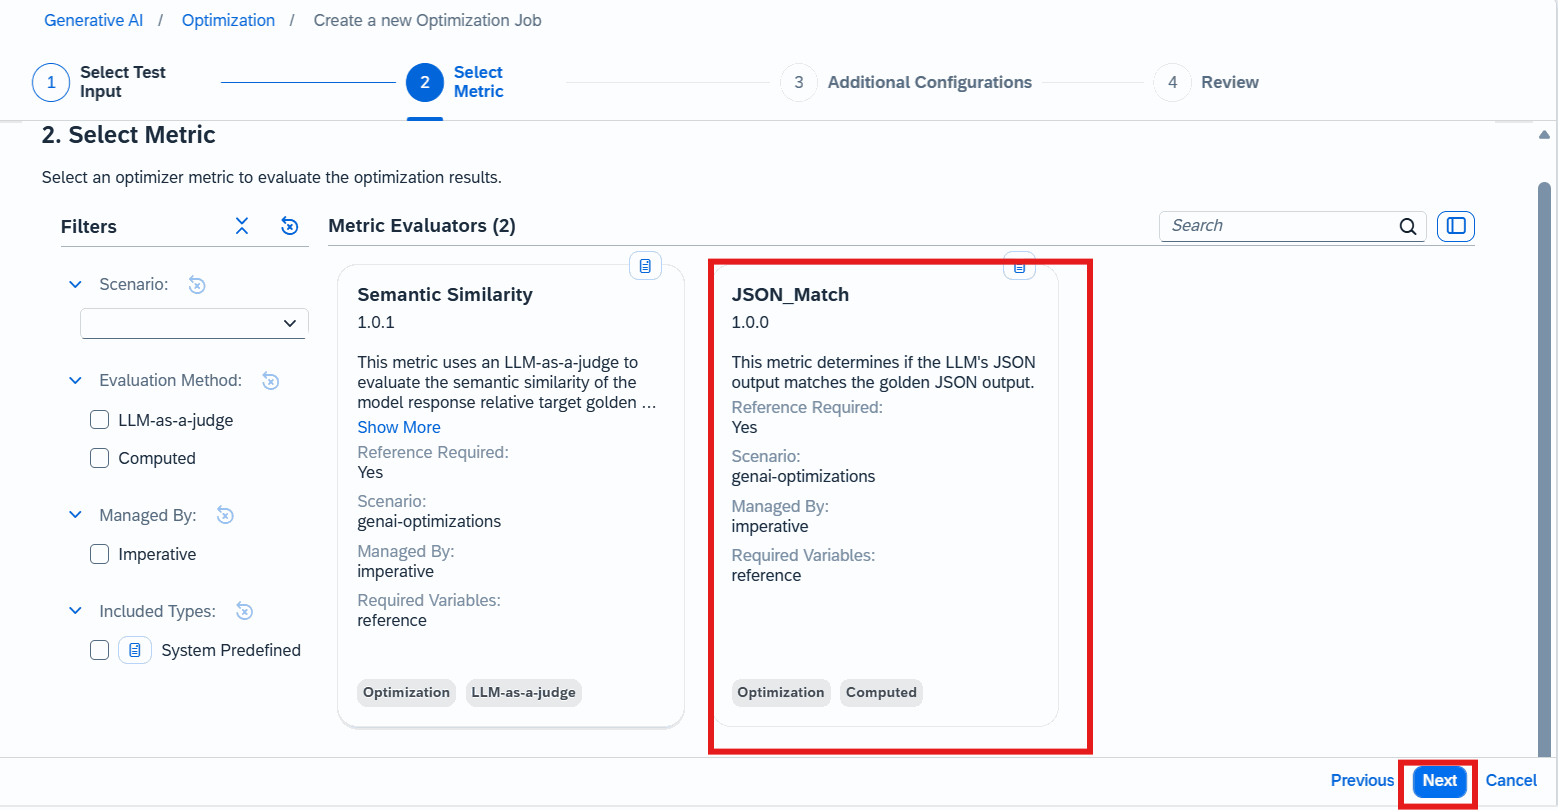 Generative AI / Optimization / Create a new Optimization Job
1 Select Test Input
2 Select Metric
3 Additional Configurations
4 Review
2. Select Metric
Select an optimizer metric to evaluate the optimization results.
Filters
Scenario:
Evaluation Method:
LLM-as-a-judge
Computed
Managed By:
Imperative
Included Types:
System Predefined
Metric Evaluators (2)
Search
Semantic Similarity
1.0.1
This metric uses an LLM-as-a-judge to
evaluate the semantic similarity of the
model response relative target golden ...
Show More
Reference Required:
Yes
Scenario:
genai-optimizations
Managed By:
imperative
Required Variables:
reference
Optimization LLM-as-a-judge
JSON_Match
1.0.0
This metric determines if the LLM's JSON
output matches the golden JSON output.
Reference Required:
Yes
Scenario:
genai-optimizations
Managed By:
imperative
Required Variables:
reference
Optimization Computed
Previous Next Cancel